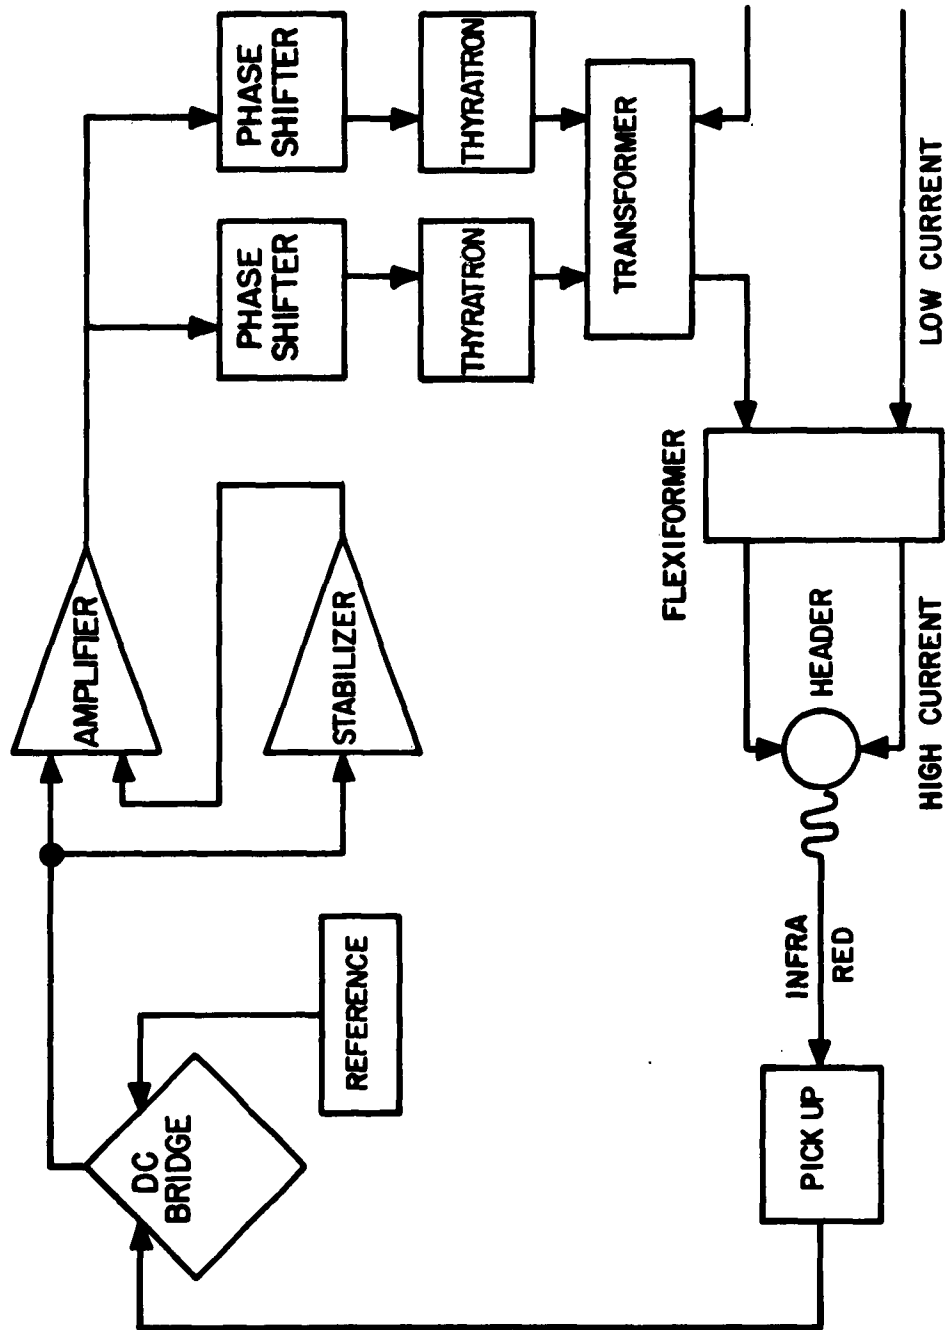 DC
BRIDGE
REFERENCE
AMPLIFIER
STABILIZER
PHASE
SHIFTER
PHASE
SHIFTER
THYRATRON
THYRATRON
TRANSFORMER
FLEXIFORMER
HEADER
INFRA
RED
PICK UP
HIGH CURRENT
LOW CURRENT